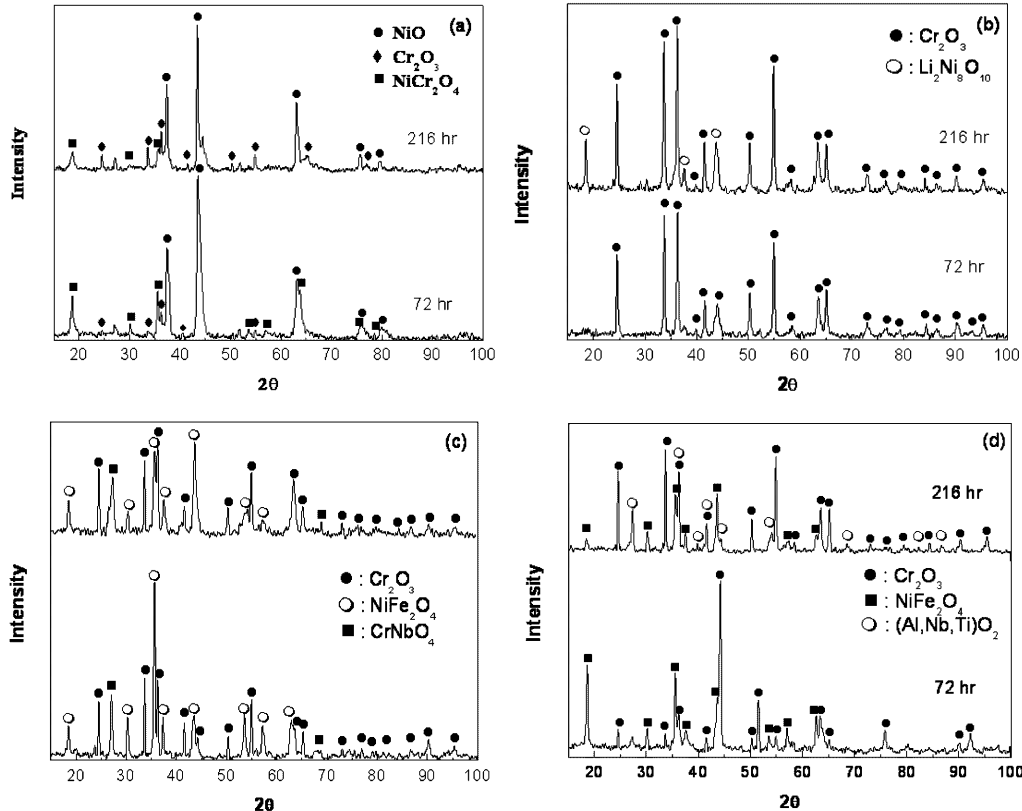 (a)
● NiO
♦ Cr2O3
■ NiCr2O4
216 hr
72 hr
Intensity
20 30 40 50 60 70 80 90 100
2θ
(b)
● : Cr2O3
○ : Li2Ni8O10
216 hr
72 hr
Intensity
20 30 40 50 60 70 80 90 100
2θ
(c)
● : Cr2O3
○ : NiFe2O4
■ : CrNbO4
Intensity
Intensity
20 30 40 50 60 70 80 90 100
2θ
(d)
216 hr
● : Cr2O3
■ : NiFe2O4
○ : (Al,Nb,Ti)O2
72 hr
Intensity
Intensity
20 30 40 50 60 70 80 90 100
2θ